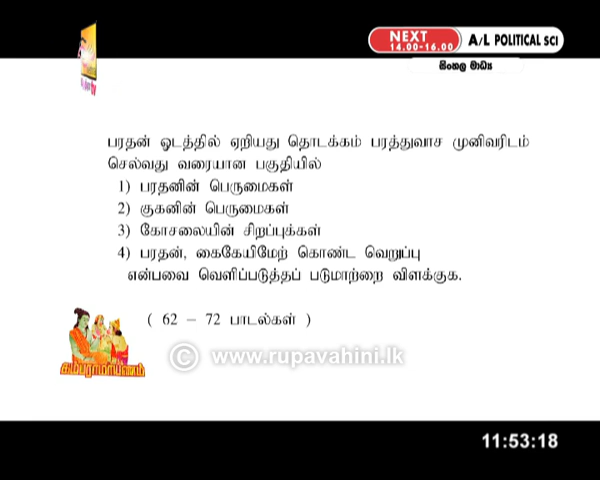 NEXT
14.00-16.00
A/L POLITICAL SCI
සිංහල මාධ්‍ය
tv
பரதன் ஓடத்தில் ஏறியது தொடக்கம் பரத்துவாச முனிவரிடம்
செல்வது வரையான பகுதியில்
1) பரதனின் பெருமைகள்
2) குகனின் பெருமைகள்
3) கோசலையின் சிறப்புக்கள்
4) பரதன், கைகேயிமேற் கொண்ட வெறுப்பு
என்பவை வெளிப்படுத்தப் படுமாற்றை விளக்குக.
( 62 – 72 பாடல்கள் )
கம்பராமாயணம்
© www.rupavahini.lk
11:53:18